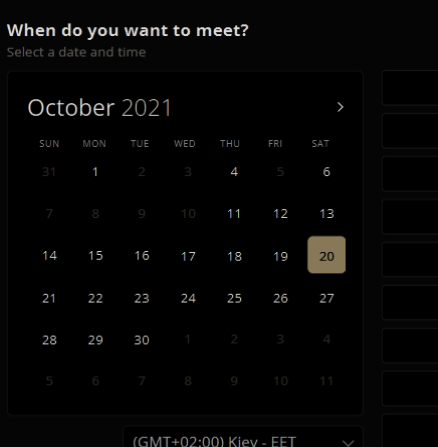 When do you want to meet?
Select a date and time
October 2021
SUN MON TUE WED THU FRI SAT
31 1 2 3 4 5 6
7 8 9 10 11 12 13
14 15 16 17 18 19 20
21 22 23 24 25 26 27
28 29 30 1 2 3 4
5 6 7 8 9 10 11
(GMT+02:00) Kiev - EET